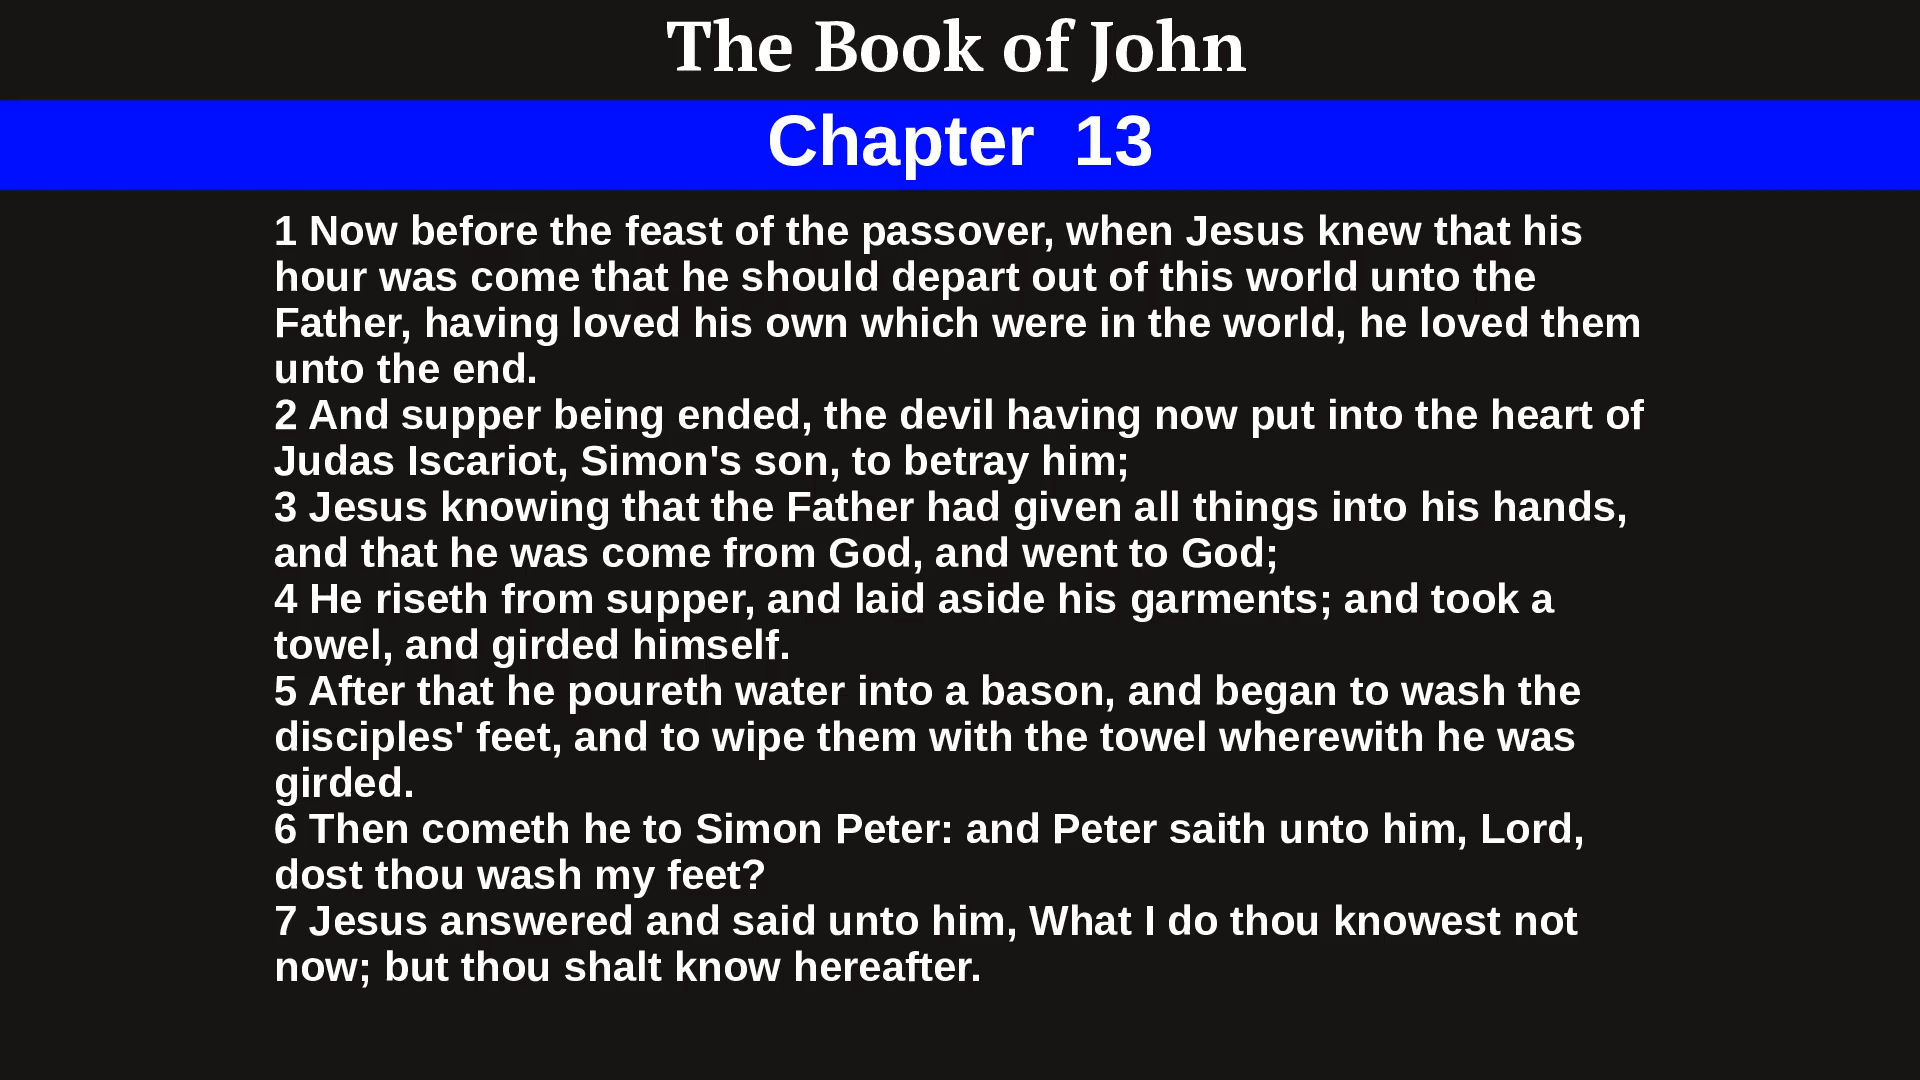 The Book of John
Chapter 13
1 Now before the feast of the passover, when Jesus knew that his
hour was come that he should depart out of this world unto the
Father, having loved his own which were in the world, he loved them
unto the end.
2 And supper being ended, the devil having now put into the heart of
Judas Iscariot, Simon's son, to betray him;
3 Jesus knowing that the Father had given all things into his hands,
and that he was come from God, and went to God;
4 He riseth from supper, and laid aside his garments; and took a
towel, and girded himself.
5 After that he poureth water into a bason, and began to wash the
disciples' feet, and to wipe them with the towel wherewith he was
girded.
6 Then cometh he to Simon Peter: and Peter saith unto him, Lord,
dost thou wash my feet?
7 Jesus answered and said unto him, What I do thou knowest not
now; but thou shalt know hereafter.